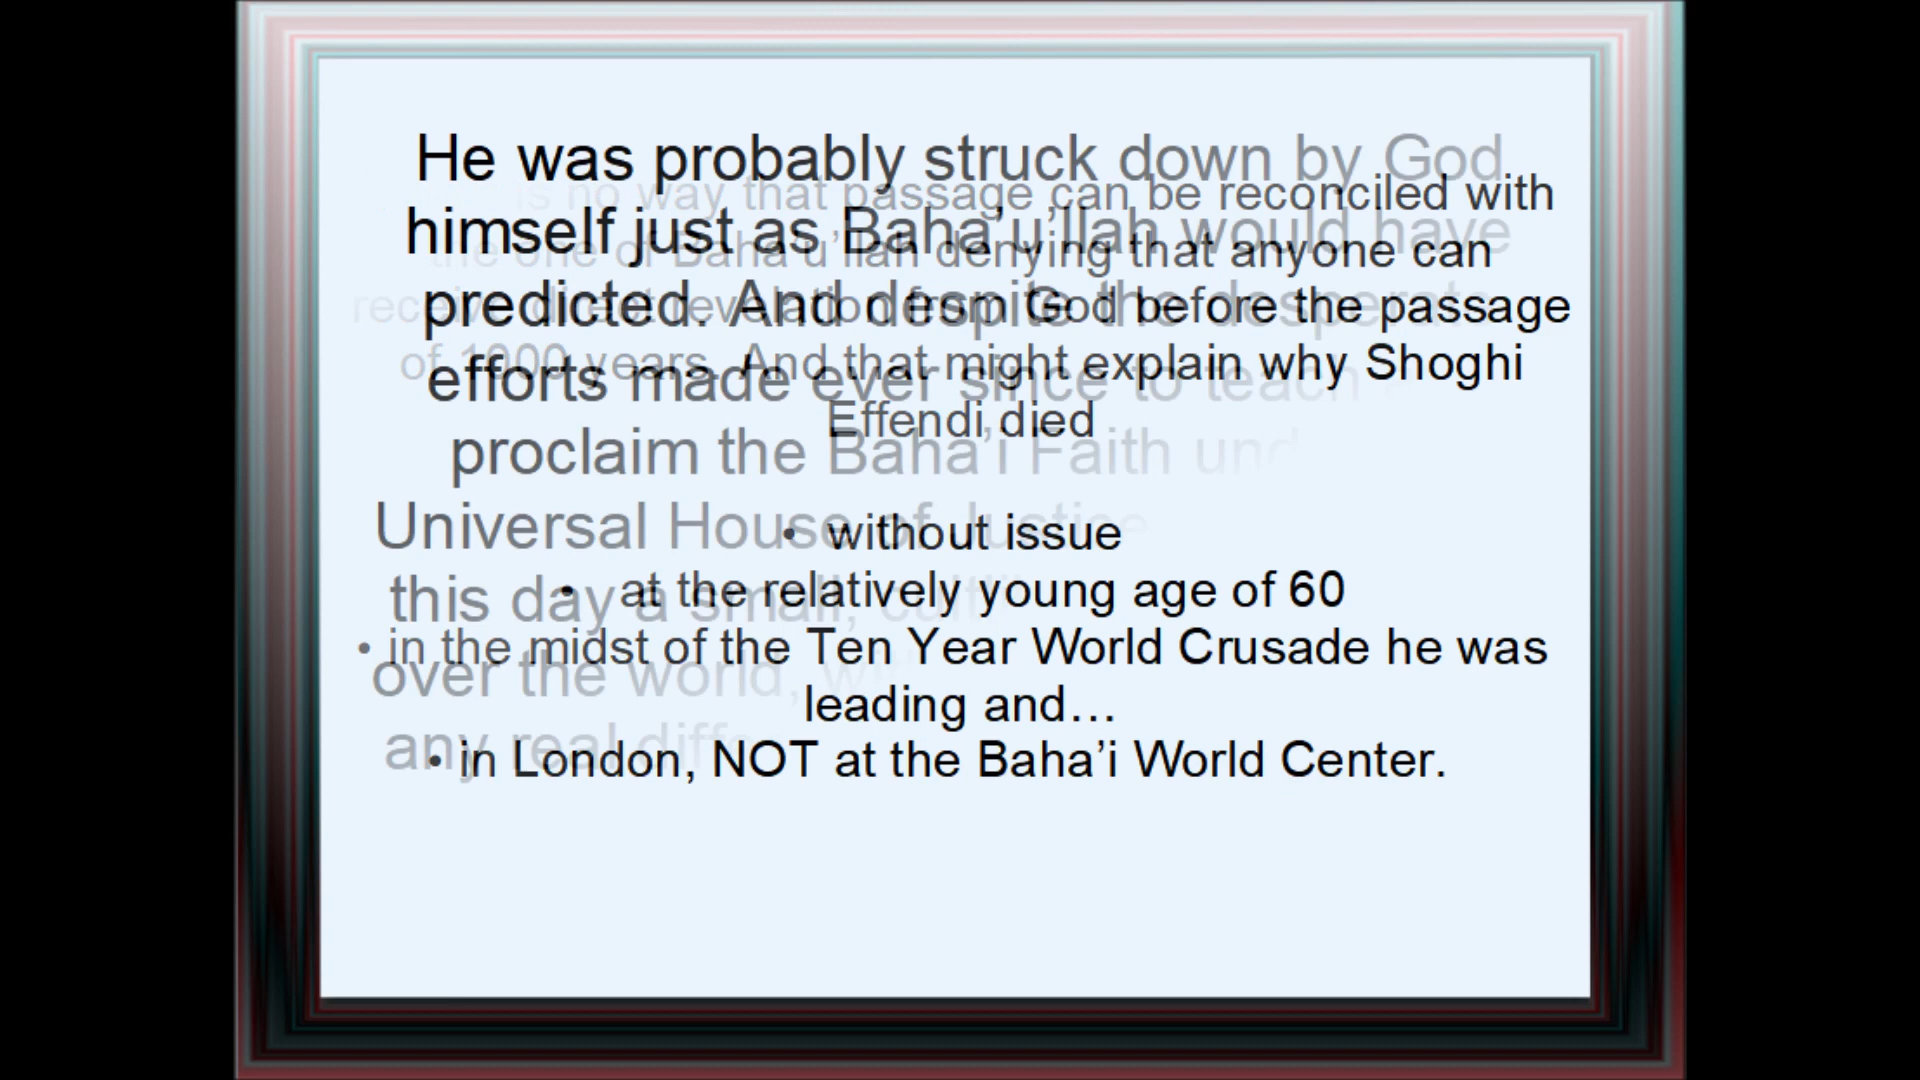 He was probably struck down by God
himself just as Baha’u’llah would have
predicted. And despite the desperate
efforts made ever since to teach
proclaim the Baha’i Faith
Universal House of Justice
this day a small,
over the world,
any real
is no way that passage can be reconciled with
the one of Baha’u’llah denying that anyone can
receive direct revelation from God before the passage
of 1000 years. And that might explain why Shoghi
Effendi died
• without issue
• at the relatively young age of 60
• in the midst of the Ten Year World Crusade he was
leading and…
• in London, NOT at the Baha’i World Center.